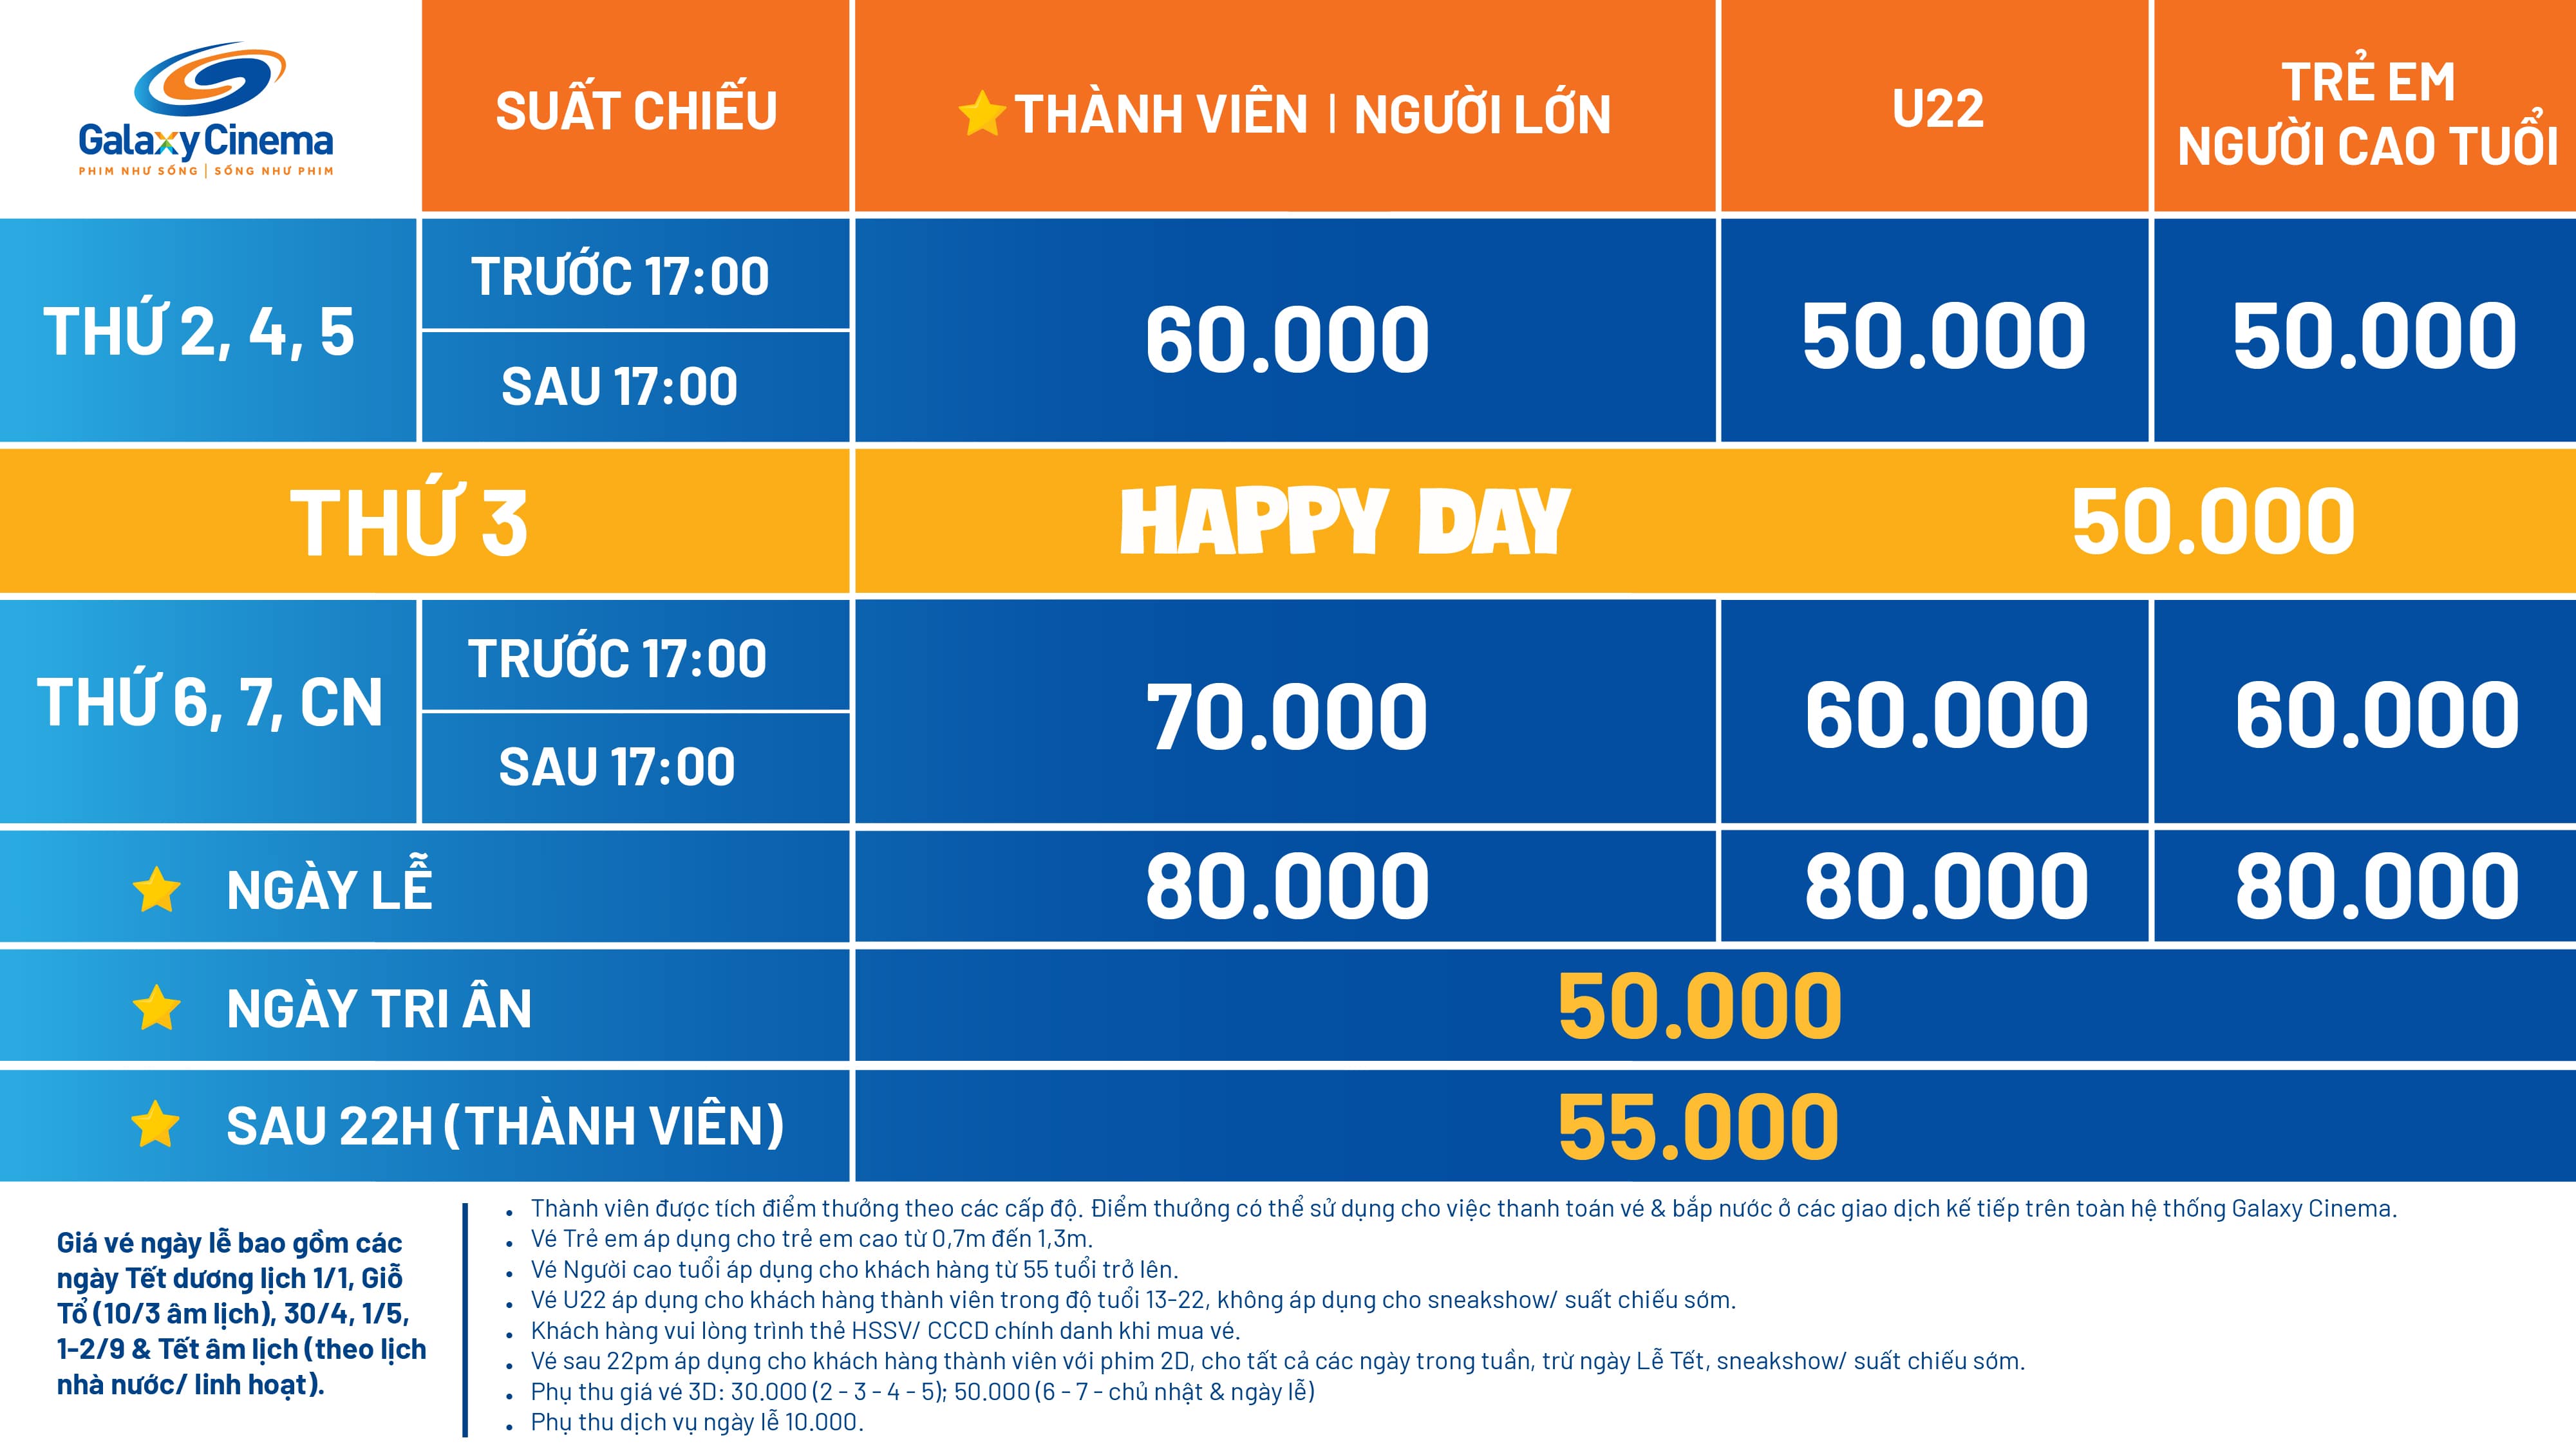 Galaxy Cinema
PHIM NHƯ SỐNG | SỐNG NHƯ PHIM
SUẤT CHIẾU
THÀNH VIÊN | NGƯỜI LỚN
U22
TRẺ EM
NGƯỜI CAO TUỔI
THỨ 2, 4, 5
TRƯỚC 17:00
SAU 17:00
60.000
50.000
50.000
THỨ 3
HAPPY DAY
50.000
THỨ 6, 7, CN
TRƯỚC 17:00
SAU 17:00
70.000
60.000
60.000
NGÀY LỄ
80.000
80.000
80.000
NGÀY TRI ÂN
50.000
SAU 22H (THÀNH VIÊN)
55.000
Giá vé ngày lễ bao gồm các
ngày Tết dương lịch 1/1, Giỗ
Tổ (10/3 âm lịch), 30/4, 1/5,
1-2/9 & Tết âm lịch (theo lịch
nhà nước/ linh hoạt).
• Thành viên được tích điểm thưởng theo các cấp độ. Điểm thưởng có thể sử dụng cho việc thanh toán vé & bắp nước ở các giao dịch kế tiếp trên toàn hệ thống Galaxy Cinema.
• Vé Trẻ em áp dụng cho trẻ em cao từ 0,7m đến 1,3m.
• Vé Người cao tuổi áp dụng cho khách hàng từ 55 tuổi trở lên.
• Vé U22 áp dụng cho khách hàng thành viên trong độ tuổi 13-22, không áp dụng cho sneakshow/ suất chiếu sớm.
• Khách hàng vui lòng trình thẻ HSSV/ CCCD chính danh khi mua vé.
• Vé sau 22pm áp dụng cho khách hàng thành viên với phim 2D, cho tất cả các ngày trong tuần, trừ ngày Lễ Tết, sneakshow/ suất chiếu sớm.
• Phụ thu giá vé 3D: 30.000 (2 - 3 - 4 - 5); 50.000 (6 - 7 - chủ nhật & ngày lễ)
• Phụ thu dịch vụ ngày lễ 10.000.